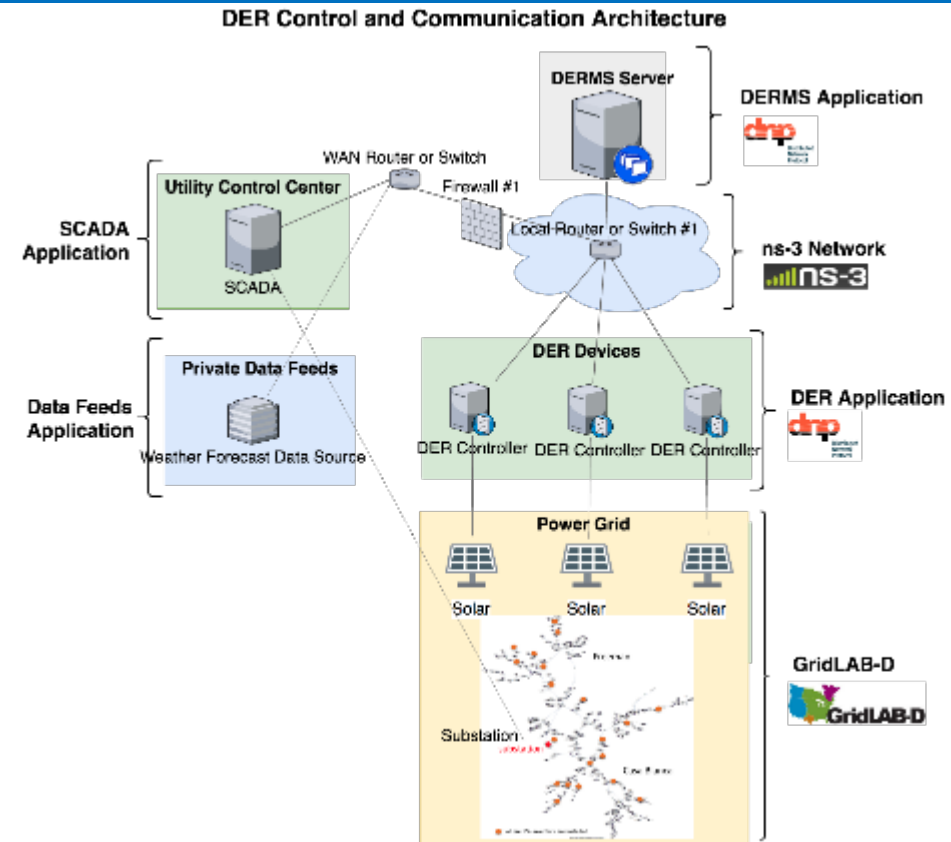 DER Control and Communication Architecture
DERMS Server
DERMS Application
dnp
WAN Router or Switch
Firewall #1
Utility Control Center
SCADA
SCADA
Application
Local Router or Switch #1
ns-3 Network
ns-3
Private Data Feeds
Weather Forecast Data Source
Data Feeds
Application
DER Devices
DER Controller
DER Controller
DER Controller
DER Application
dnp
Power Grid
Solar
Solar
Solar
Substation
substation
GridLAB-D
GridLAB-D